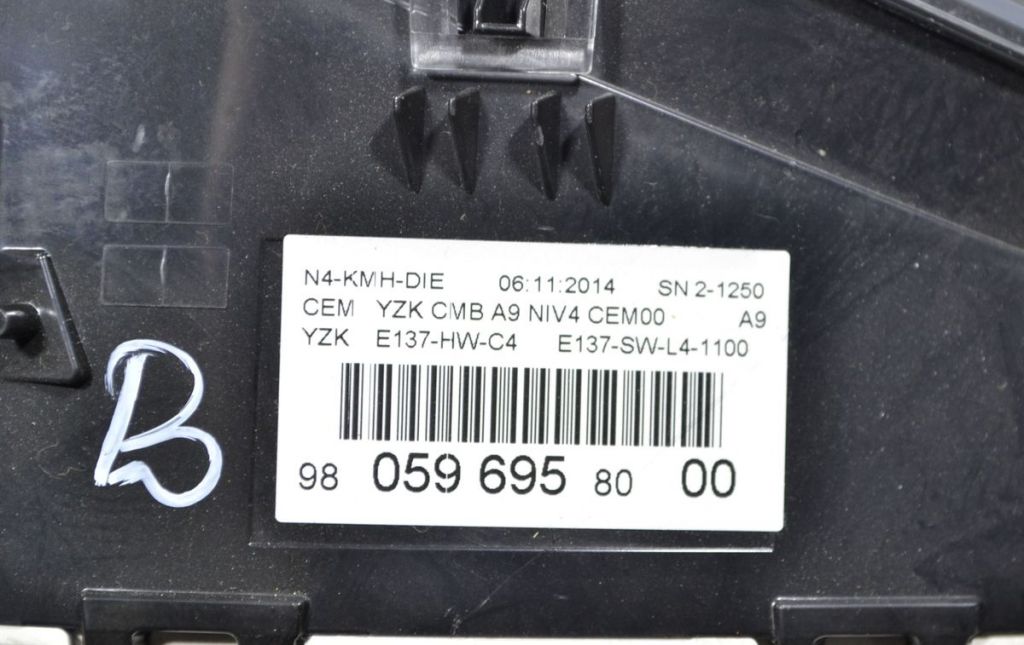 N4-KMH-DIE 06:11:2014 SN 2-1250
CEM YZK CMB A9 NIV4 CEM00 A9
YZK E137-HW-C4 E137-SW-L4-1100
98 059 695 80 00
B